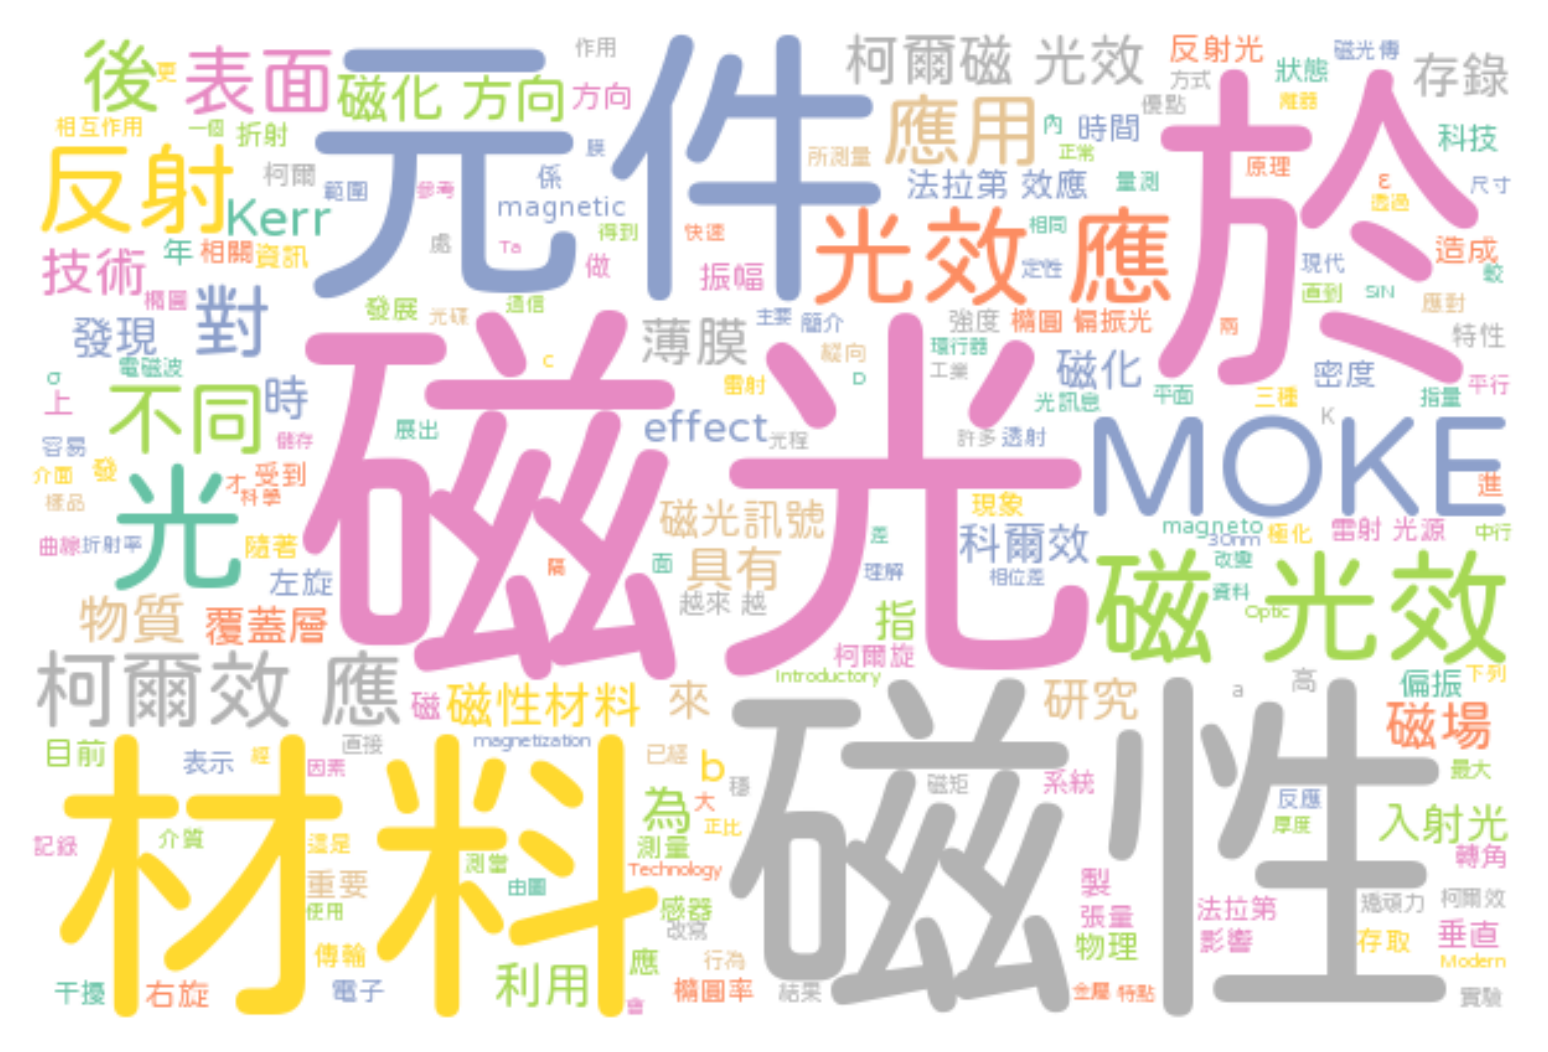 作用
柯爾磁 光效
反射光
磁光傳
後
更
表面
元件
磁化 方向
方向
狀態
存錄
方式
於
優點
離器
相互作用
一個
折射
應用
內
時間
科技
反射
柯爾
範圍
參考
膜
係
所測量
正常
原理
法拉第 效應
量測
ε
透過
尺寸
Kerr
magnetic
得到
快速
光效 應
相同
技術
年
相關
資訊
處
Ta
做
振幅
定性
現代
造成
較
橢圓
對
直到
SiN
應對
發現
發展
光碟
通信
薄膜
主要
簡介
強度
橢圓 偏振光
兩
特性
電磁波
磁光
c
縱向
環行器
工業
磁化
密度
σ
上
不同
時
雷射
D
光訊息
平面
三種
指量
平行
K
展出
儲存
effect
元程
許多
透射
MOKE
容易
介面
發
才
受到
科學
進
樣品
光
磁光訊號
現象
magneto
30nm
極化
雷射 光源
中行
曲線
折射率
隨著
差
科爾效
改變
左旋
隔
面
具有
理解
相位差
磁 光效
資料
Optic
物質
覆蓋層
越來 越
指
柯爾旋
柯爾效 應
Introductory
磁
磁性材料
來
磁性
研究
a
高
偏振
下列
磁場
目前
表示
經
直接
因素
magnetization
已經
b
穩
磁矩
系統
最大
材料
大
為
正比
反應
厚度
入射光
記錄
介質
這是
測當
測量
Technology
轉角
重要
由圖
使用
製
張量
法拉第
矯頑力
柯爾效
感器
改寫
影響
存取
垂直
傳輸
應
行為
物理
Modern
干擾
右旋
電子
利用
會
橢圓率
結果
金屬
特點
實驗